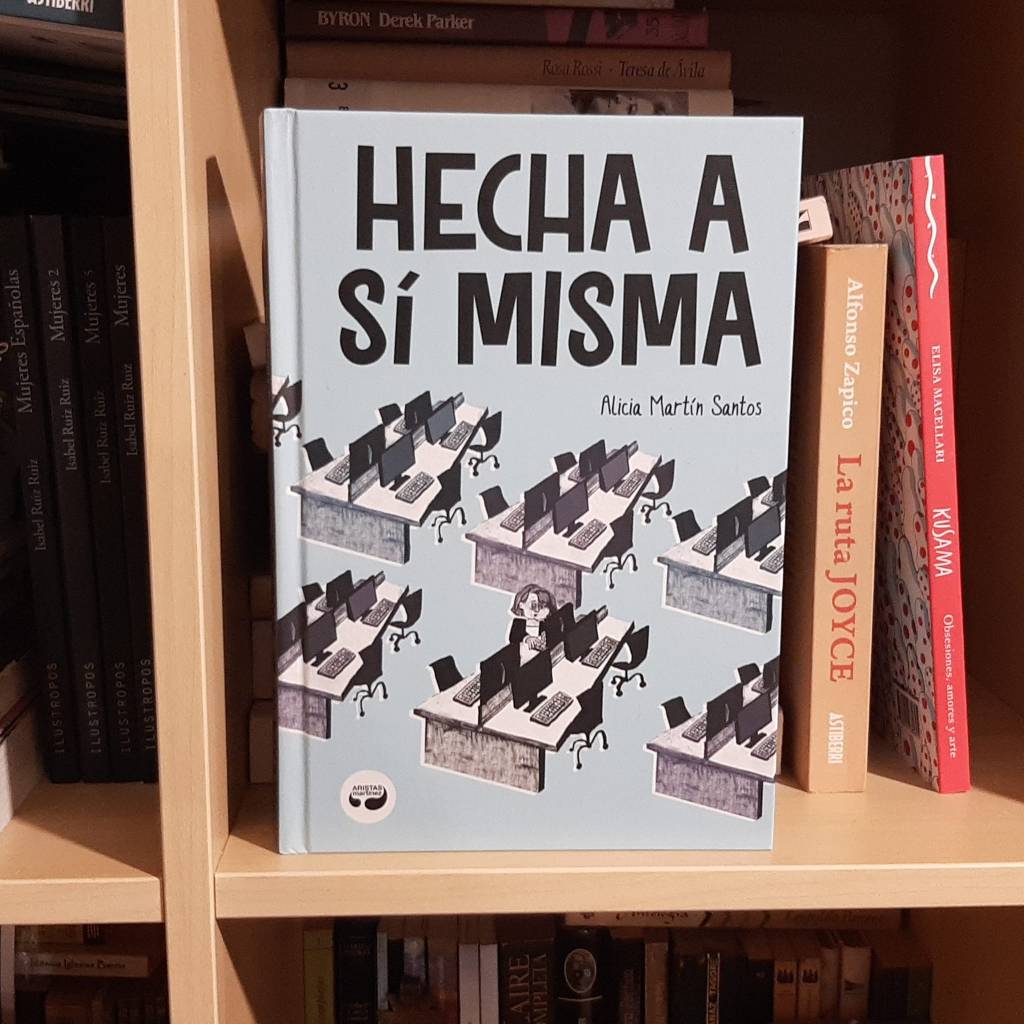 ASTIBERRI
BYRON Derek Parker
Rosa Rossi · Teresa de Ávila
3
HECHA A
SÍ MISMA
Alicia Martín Santos
ARISTAS
martínez
Mujeres Españolas
Isabel Ruiz Ruiz
Mujeres 2
Isabel Ruiz Ruiz
ILUSTROPOS
Mujeres 3
Isabel Ruiz Ruiz
ILUSTROPOS
Mujeres
Isabel Ruiz Ruiz
ILUSTROPOS
ILUSTROPOS
Alfonso Zapico
La ruta JOYCE
ASTIBERRI
ELISA MACELLARI
KUSAMA
Obsesiones, amores y arte